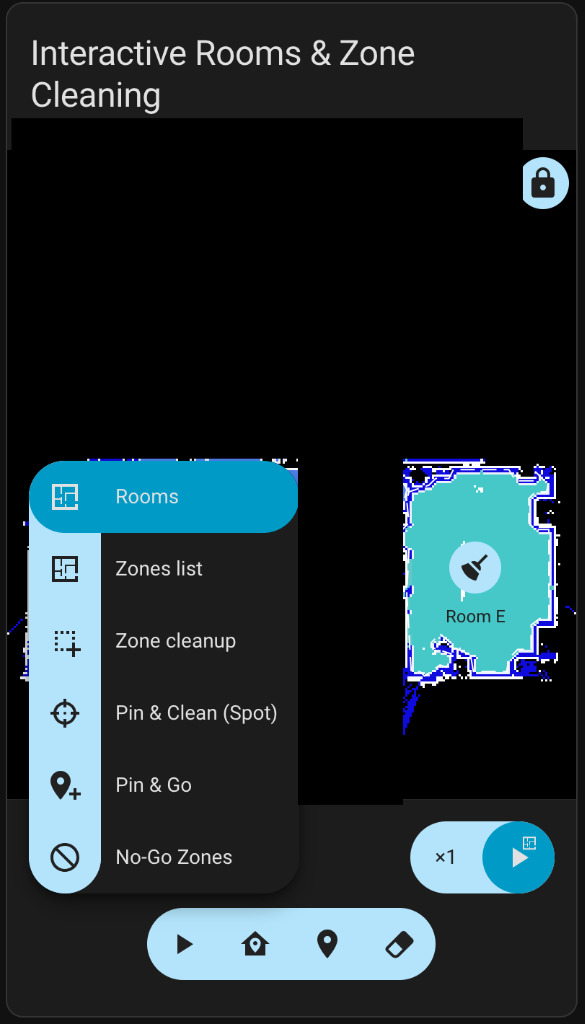 Interactive Rooms & Zone
Cleaning
Rooms
Zones list
Zone cleanup
Pin & Clean (Spot)
Pin & Go
No-Go Zones
Room E
×1